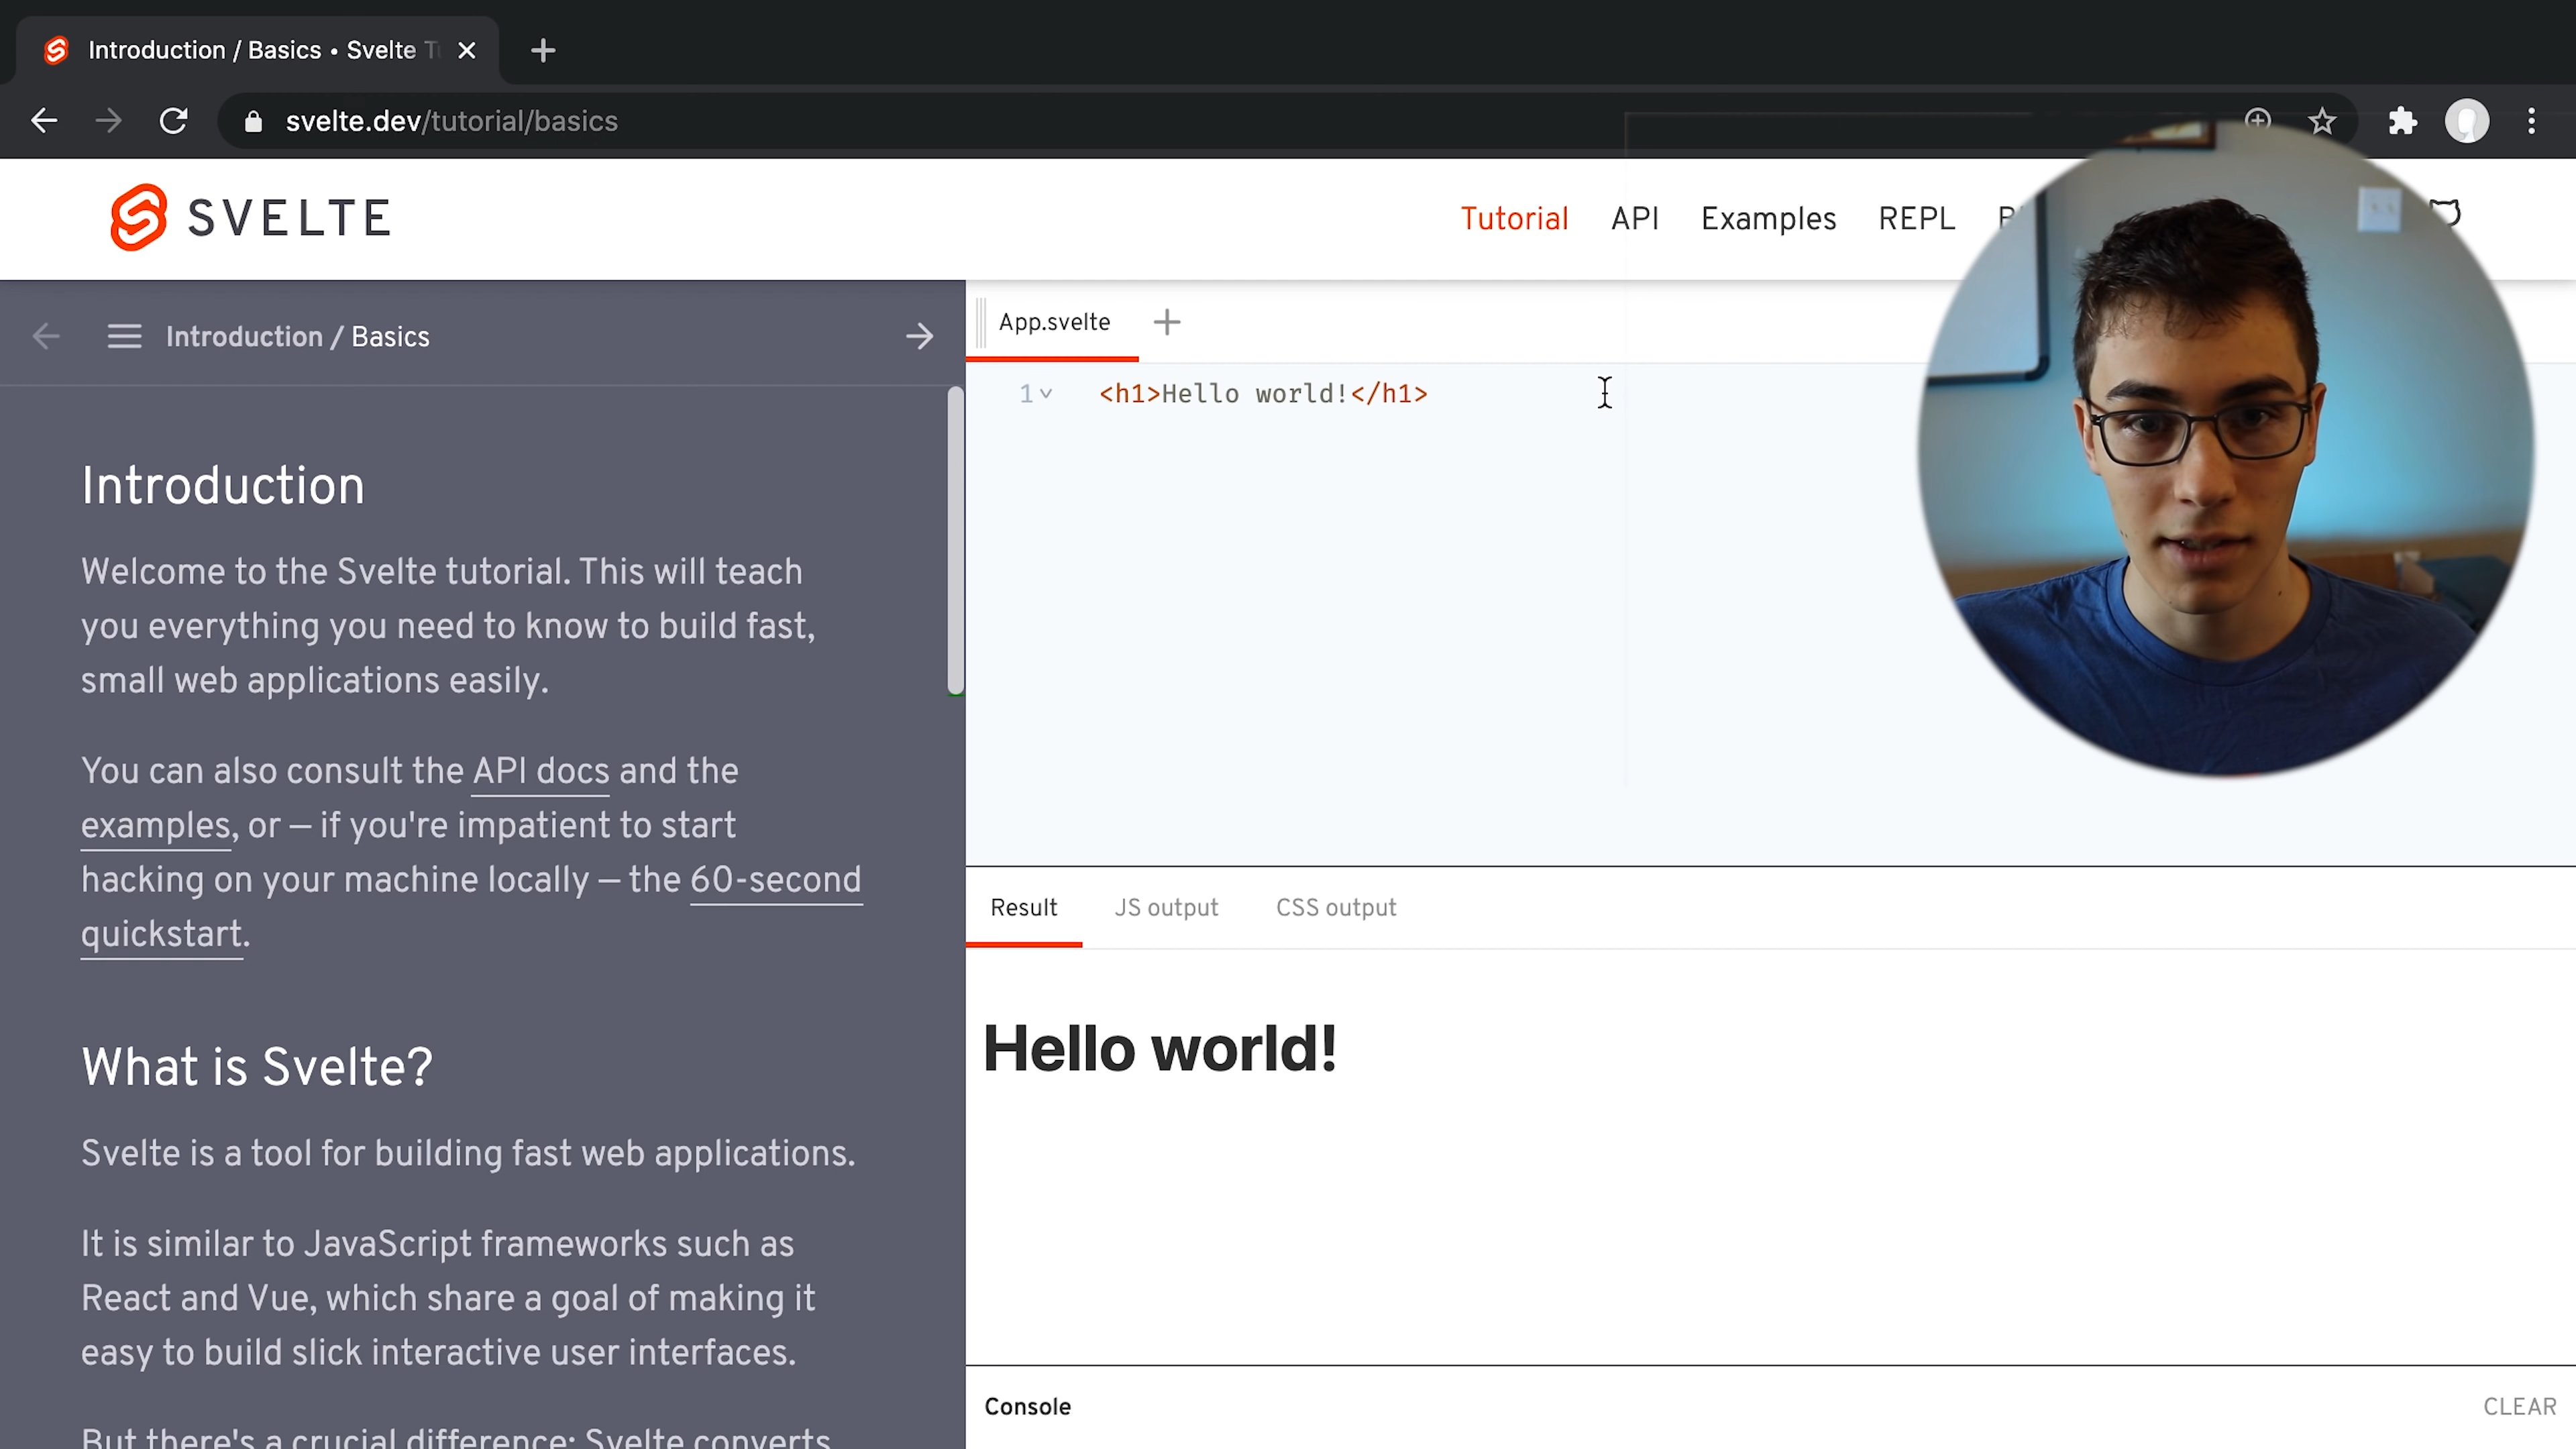 Introduction / Basics • Svelte T
svelte.dev/tutorial/basics
SVELTE
Tutorial API Examples REPL
Introduction / Basics
Introduction
Welcome to the Svelte tutorial. This will teach
you everything you need to know to build fast,
small web applications easily.
You can also consult the API docs and the
examples, or — if you're impatient to start
hacking on your machine locally — the 60-second
quickstart.
What is Svelte?
Svelte is a tool for building fast web applications.
It is similar to JavaScript frameworks such as
React and Vue, which share a goal of making it
easy to build slick interactive user interfaces.
But there's a crucial difference: Svelte converts
App.svelte
1 <h1>Hello world!</h1>
Result JS output CSS output
Hello world!
Console CLEAR